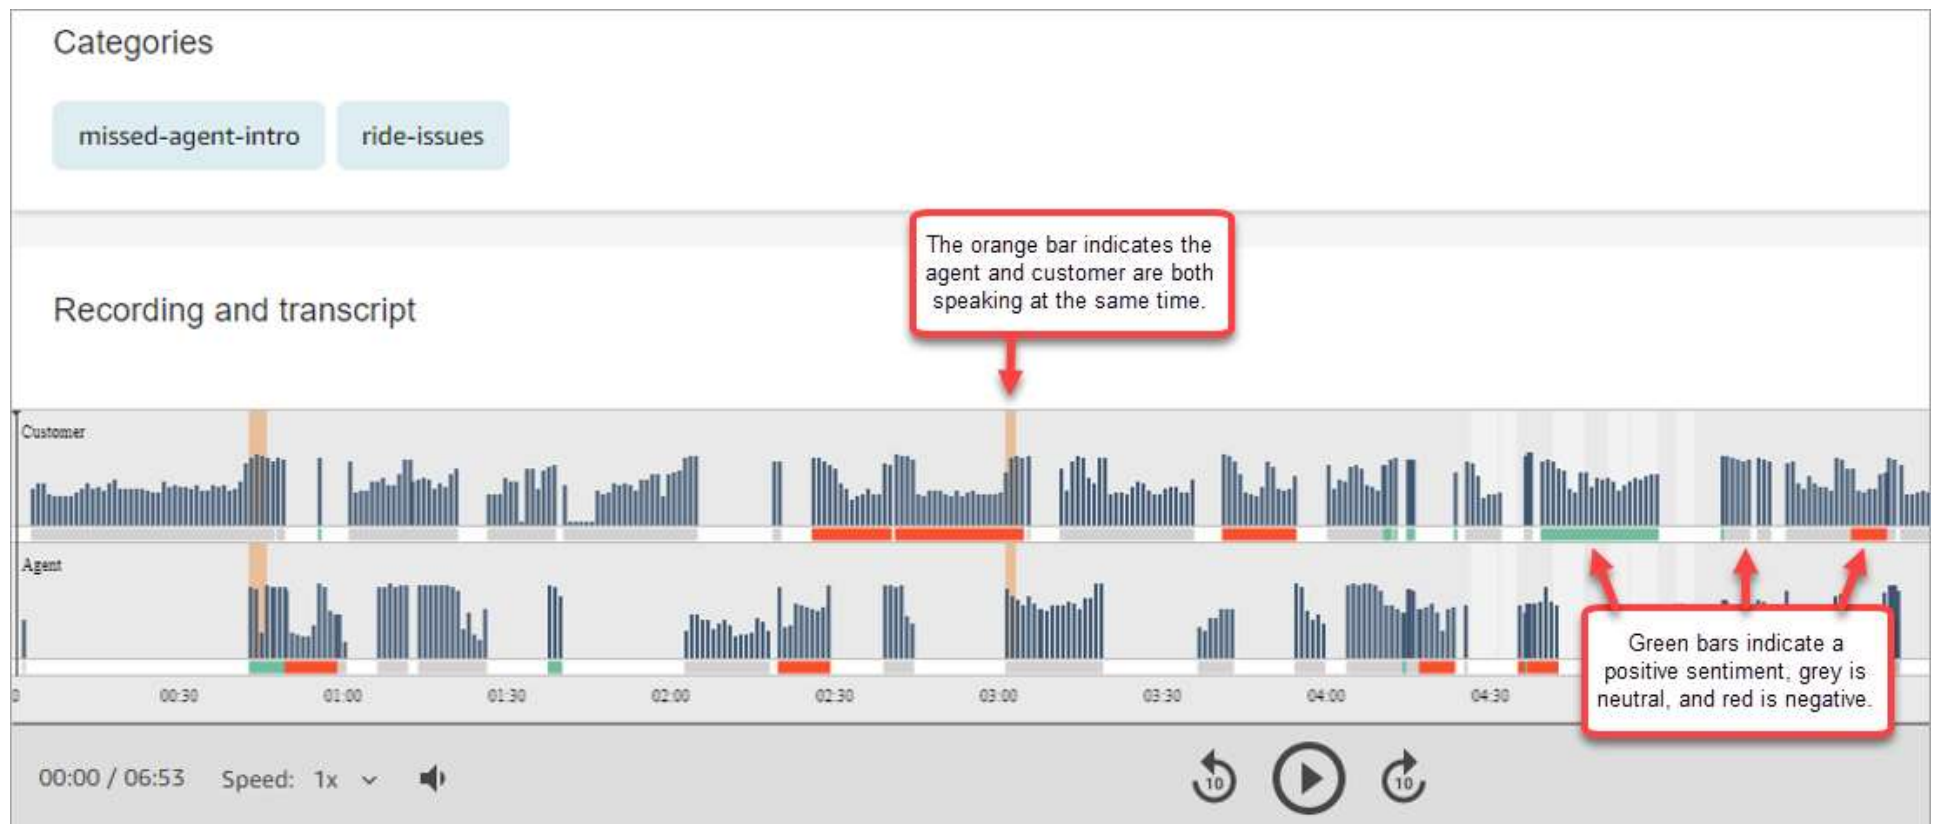 Categories
missed-agent-intro ride-issues
The orange bar indicates the
agent and customer are both
speaking at the same time.
Recording and transcript
Customer
Agent
0 00:30 01:00 01:30 02:00 02:30 03:00 03:30 04:00 04:30
Green bars indicate a
positive sentiment, grey is
neutral, and red is negative.
00:00 / 06:53 Speed: 1x 10 10